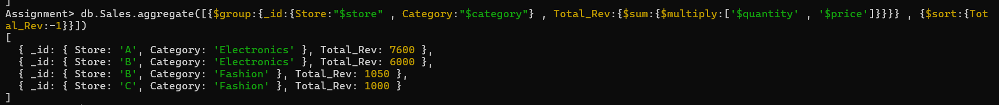 ]
Assignment> db.Sales.aggregate([{$group:{_id:{Store:"$store" , Category:"$category"} , Total_Rev:{$sum:{$multiply:['$quantity' , '$price']}}}} , {$sort:{Tot
al_Rev:-1}}])
[
  { _id: { Store: 'A', Category: 'Electronics' }, Total_Rev: 7600 },
  { _id: { Store: 'B', Category: 'Electronics' }, Total_Rev: 6000 },
  { _id: { Store: 'B', Category: 'Fashion' }, Total_Rev: 1050 },
  { _id: { Store: 'C', Category: 'Fashion' }, Total_Rev: 1000 }
]